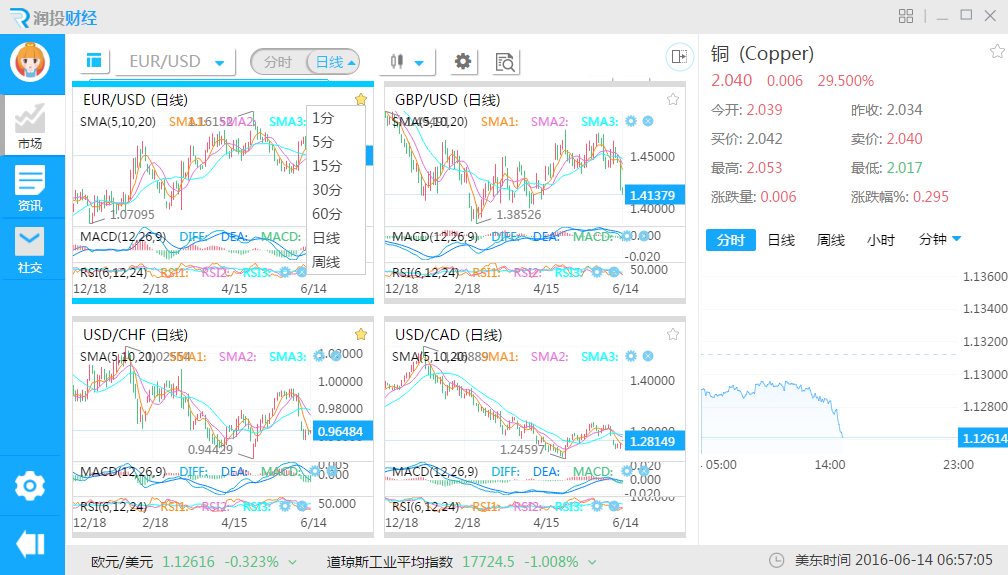 润投财经
市场
资讯
社交
EUR/USD
分时
日线
EUR/USD (日线)
SMA(5,10,20) SMA1: SMA2: SMA3:
1.16152
1.07095
MACD(12,26,9) DIFF: DEA: MACD:
RSI(6,12,24) RSI1: RSI2: RSI3:
12/18 2/18 4/15 6/14
1分
5分
15分
30分
60分
日线
周线
GBP/USD (日线)
SMA(5,10,20) SMA1: SMA2: SMA3:
1.45000
1.41379
1.40000
1.38526
MACD(12,26,9) DIFF: DEA: MACD:
0.000
-0.020
RSI(6,12,24) RSI1: RSI2: RSI3:
50.000
12/18 2/18 4/15 6/14
USD/CHF (日线)
SMA(5,10,20) SMA1: SMA2: SMA3:
1.02000
1.00000
0.98000
0.96484
0.94429
MACD(12,26,9) DIFF: DEA: MACD:
0.005
0.000
RSI(6,12,24) RSI1: RSI2: RSI3:
50.000
12/18 2/18 4/15 6/14
USD/CAD (日线)
SMA(5,10,20) SMA1: SMA2: SMA3:
1.40000
1.28149
1.24597
MACD(12,26,9) DIFF: DEA: MACD:
0.020
0.000
-0.020
RSI(6,12,24) RSI1: RSI2: RSI3:
50.000
12/18 2/18 4/15 6/14
铜 (Copper)
2.040 0.006 29.500%
今开: 2.039 昨收: 2.034
买价: 2.042 卖价: 2.040
最高: 2.053 最低: 2.017
涨跌量: 0.006 涨跌幅%: 0.295
分时 日线 周线 小时 分钟
1.13600
1.13400
1.13200
1.13000
1.12800
1.12614
05:00 14:00 23:00
欧元/美元 1.12616 -0.323% 道琼斯工业平均指数 17724.5 -1.008% 美东时间 2016-06-14 06:57:05